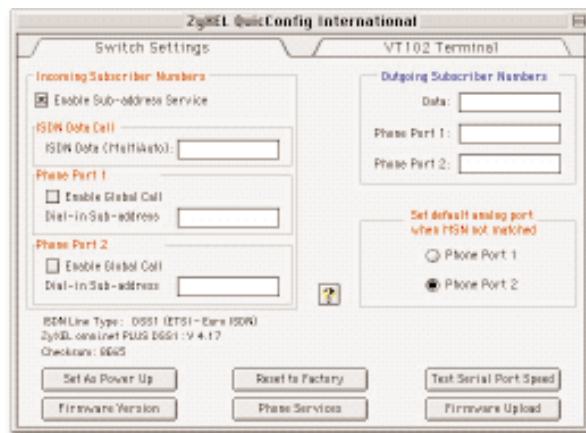 ZyXEL QuicConfig International
Switch Settings
VT102 Terminal
Incoming Subscriber Numbers
Enable Sub-address Service
ISDN Data Call
ISDN Data (MultiAuto):
Phone Port 1
Enable Global Call
Dial-in Sub-address
Phone Port 2
Enable Global Call
Dial-in Sub-address
Outgoing Subscriber Numbers
Data:
Phone Port 1:
Phone Port 2:
Set default analog port
when MSN not matched
Phone Port 1
Phone Port 2
?
ISDN Line Type: DSS1 (ETSI-Euro ISDN)
ZyXEL omni.net PLUS DSS1: V 4.17
Checksum:
Set As Power Up
Reset to Factory
Test Serial Port Speed
Firmware Version
Phone Services
Firmware Upload